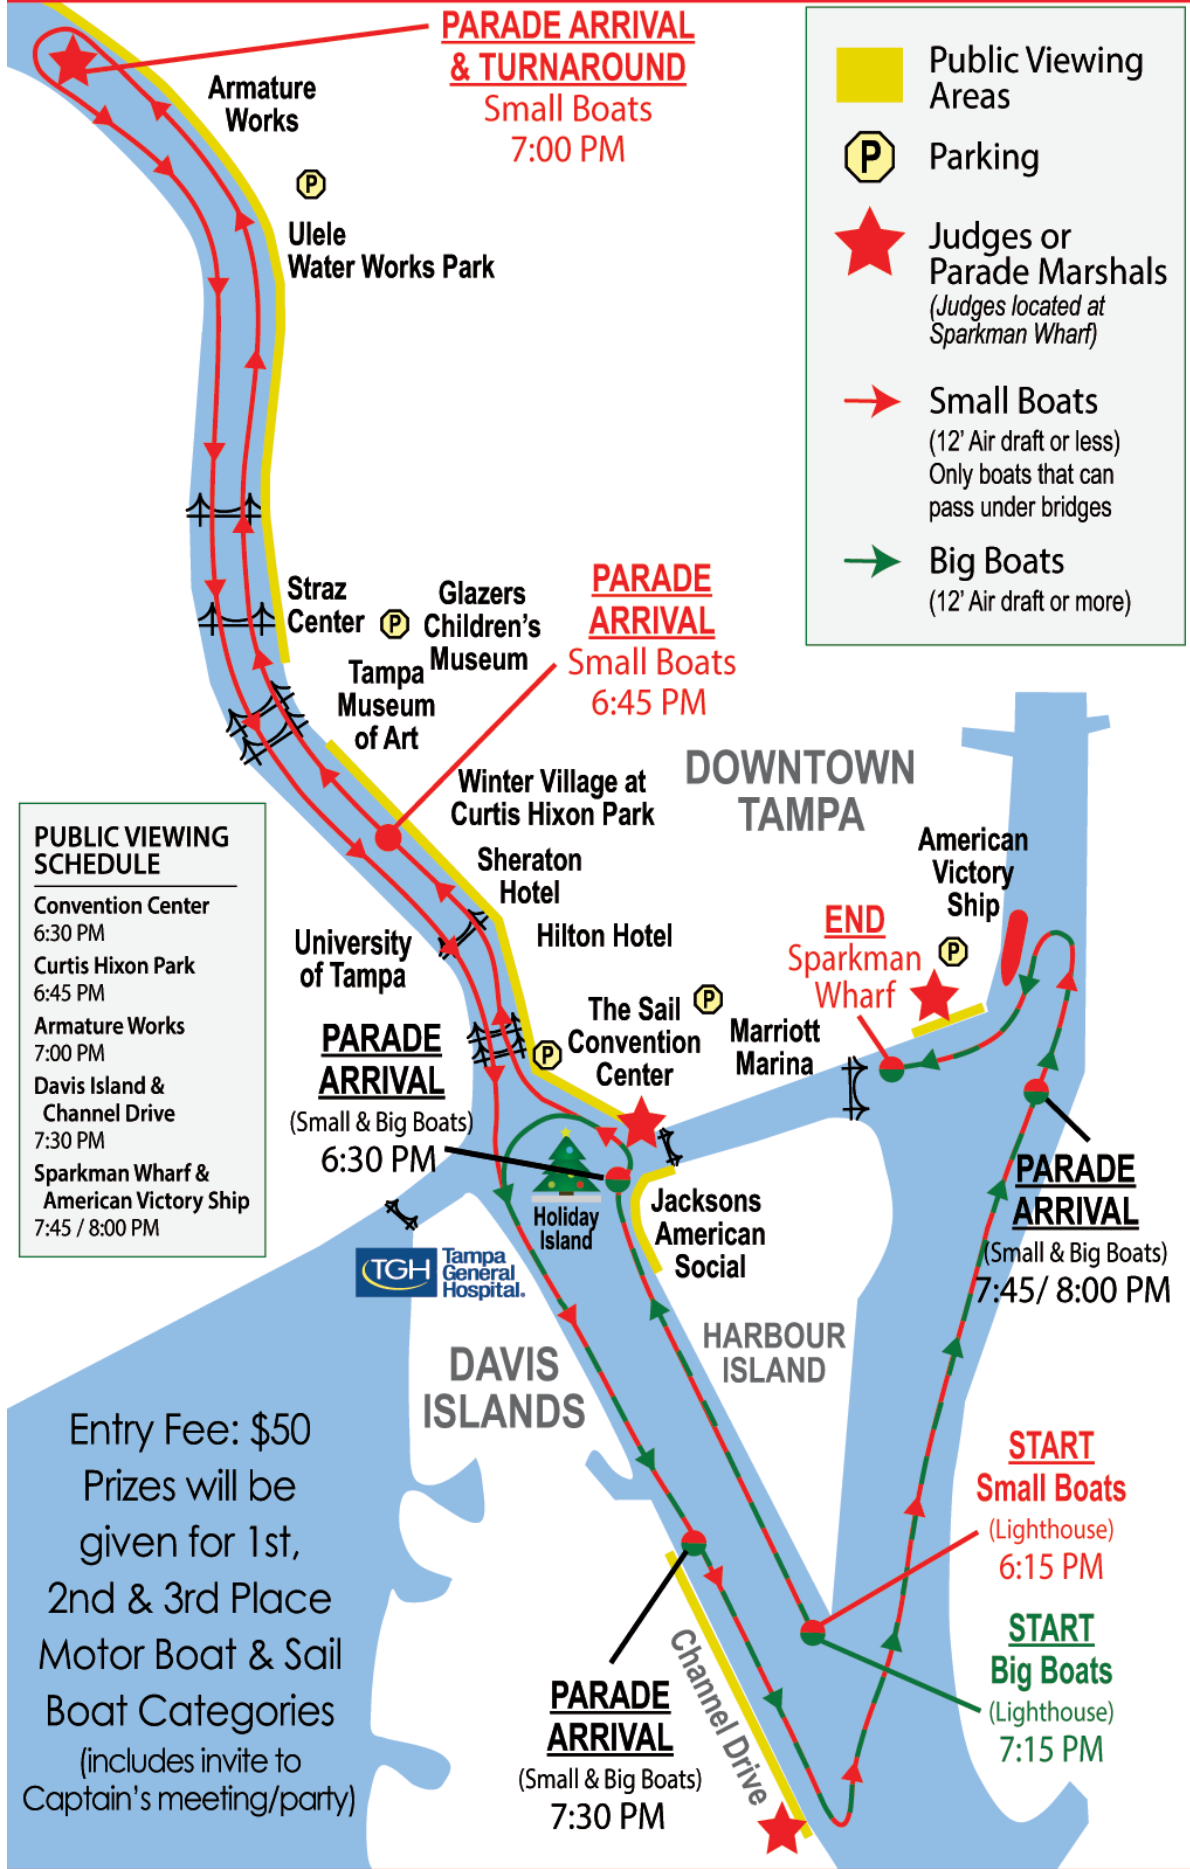 PARADE ARRIVAL
& TURNAROUND
Small Boats
7:00 PM
Armature
Works
P
Ulele
Water Works Park
Public Viewing
Areas
P
Parking
Judges or
Parade Marshals
(Judges located at
Sparkman Wharf)
Small Boats
(12' Air draft or less)
Only boats that can
pass under bridges
Big Boats
(12' Air draft or more)
Straz
Center
P
Glazers
Children's
Museum
Tampa
Museum
of Art
PARADE
ARRIVAL
Small Boats
6:45 PM
Winter Village at
Curtis Hixon Park
DOWNTOWN
TAMPA
Sheraton
Hotel
Hilton Hotel
University
of Tampa
American
Victory
Ship
P
END
Sparkman
Wharf
PUBLIC VIEWING
SCHEDULE
Convention Center
6:30 PM
Curtis Hixon Park
6:45 PM
Armature Works
7:00 PM
Davis Island &
Channel Drive
7:30 PM
Sparkman Wharf &
American Victory Ship
7:45 / 8:00 PM
PARADE
ARRIVAL
(Small & Big Boats)
6:30 PM
P
The Sail
Convention
Center
P
Marriott
Marina
Holiday
Island
Jacksons
American
Social
PARADE
ARRIVAL
(Small & Big Boats)
7:45/ 8:00 PM
TGH
Tampa
General
Hospital.
DAVIS
ISLANDS
HARBOUR
ISLAND
Entry Fee: $50
Prizes will be
given for 1st,
2nd & 3rd Place
Motor Boat & Sail
Boat Categories
(includes invite to
Captain's meeting/party)
START
Small Boats
(Lighthouse)
6:15 PM
START
Big Boats
(Lighthouse)
7:15 PM
Channel Drive
PARADE
ARRIVAL
(Small & Big Boats)
7:30 PM